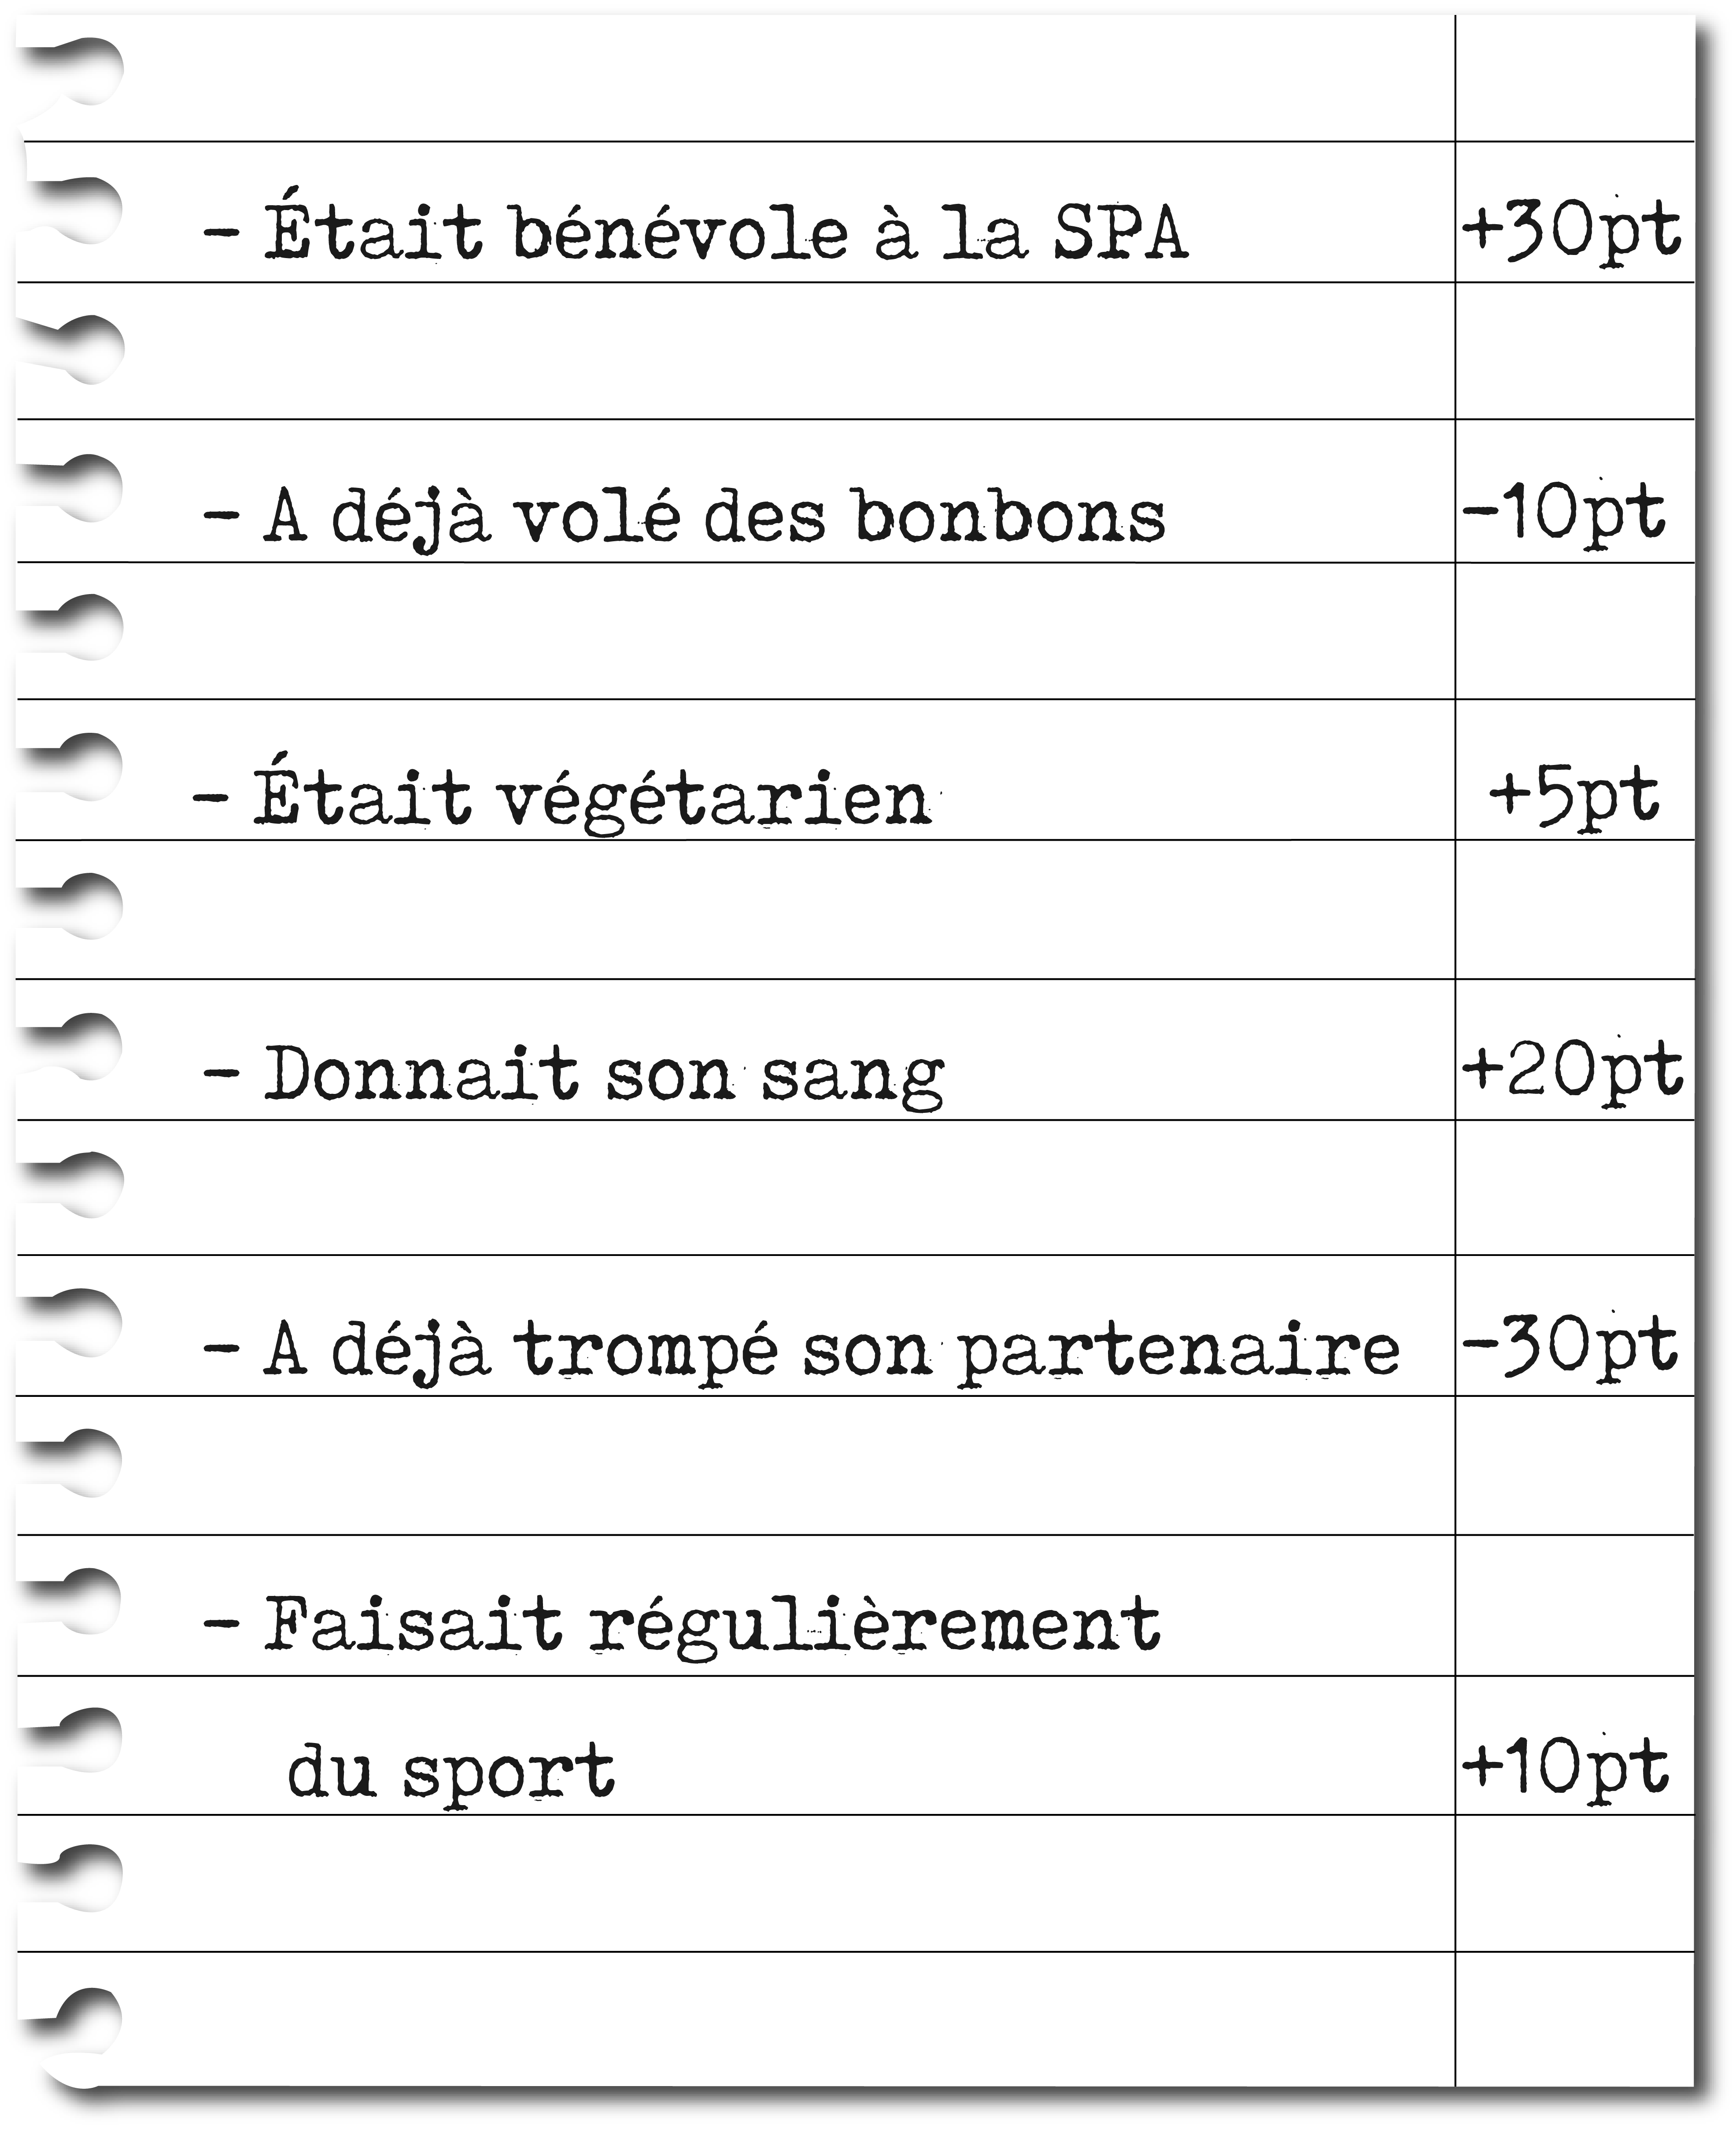 - Était bénévole à la SPA +30pt
- A déjà volé des bonbons -10pt
- Était végétarien +5pt
- Donnait son sang +20pt
- A déjà trompé son partenaire -30pt
- Faisait régulièrement
du sport +10pt